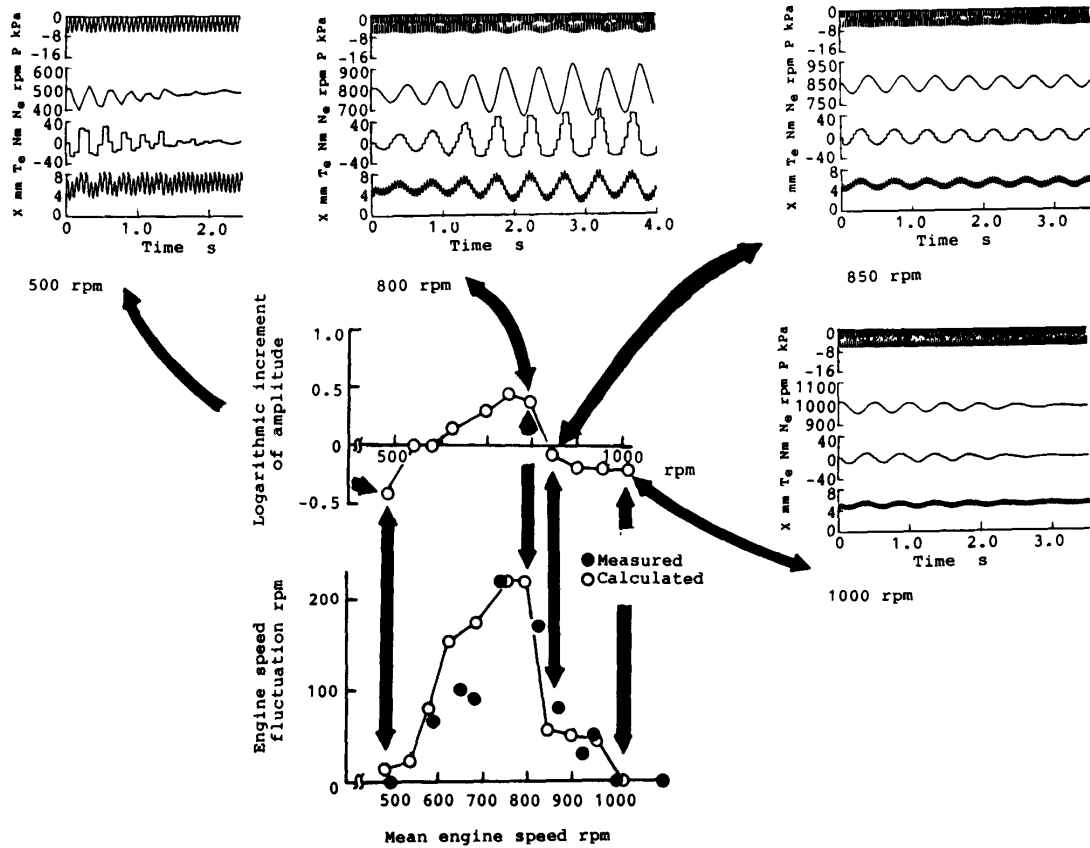 X mm Te Nm Ne rpm P kPa
0
-8
-16
600
500
400
40
0
-40
8
4
0
0 1.0 2.0
Time s
500 rpm
X mm Te Nm Ne rpm P kPa
0
-8
-16
900
800
700
40
0
-40
8
4
0
0 1.0 2.0 3.0 4.0
Time s
800 rpm
X mm Te Nm Ne rpm P kPa
0
-8
-16
950
850
750
40
0
-40
8
4
0
0 1.0 2.0 3.0
Time s
850 rpm
X mm Te Nm Ne rpm P kPa
0
-8
-16
1100
1000
900
40
0
-40
8
4
0
0 1.0 2.0 3.0
Time s
1000 rpm
Logarithmic increment
of amplitude
1.0
0.5
0
-0.5
500 1000
rpm
Measured
Calculated
Engine speed
fluctuation rpm
200
100
0
500 600 700 800 900 1000
Mean engine speed rpm